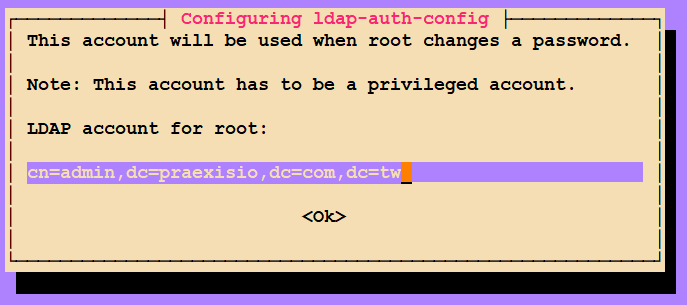 Configuring ldap-auth-config
This account will be used when root changes a password.
Note: This account has to be a privileged account.
LDAP account for root:
cn=admin,dc=praexisio,dc=com,dc=tw
<Ok>